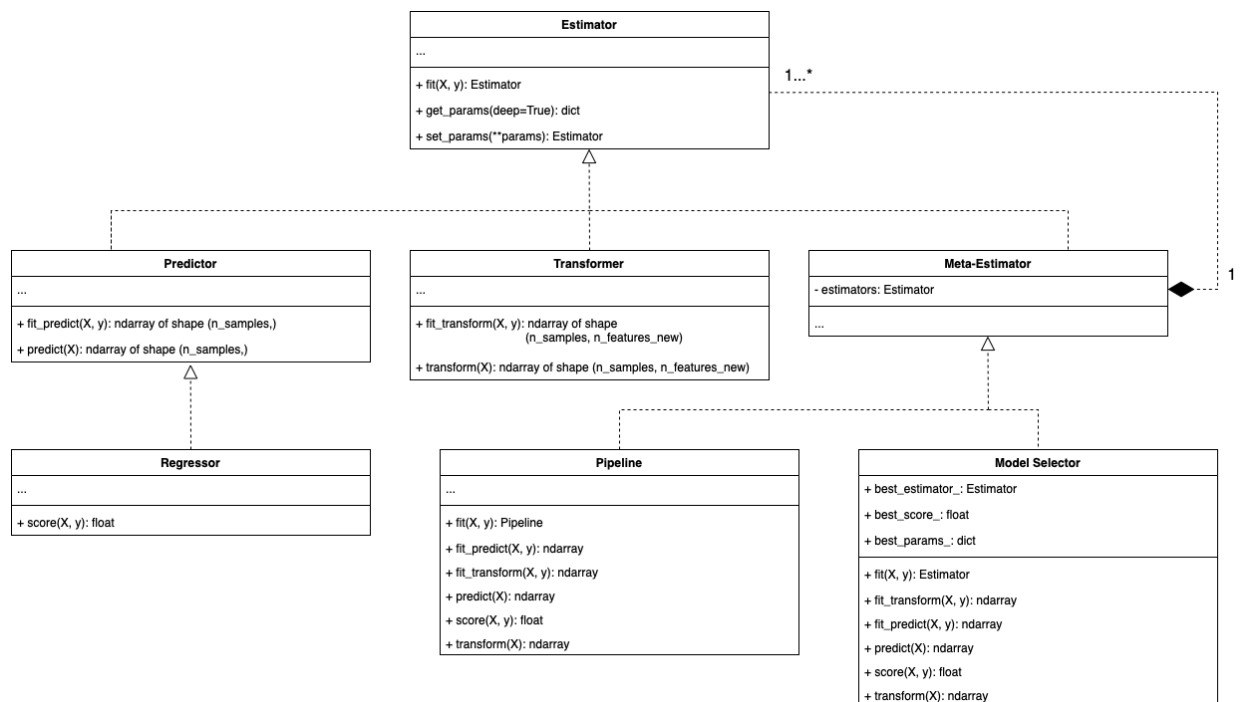 Estimator
...
+ fit(X, y): Estimator
+ get_params(deep=True): dict
+ set_params(**params): Estimator
1...*
1
Predictor
...
+ fit_predict(X, y): ndarray of shape (n_samples,)
+ predict(X): ndarray of shape (n_samples,)
Transformer
...
+ fit_transform(X, y): ndarray of shape
(n_samples, n_features_new)
+ transform(X): ndarray of shape (n_samples, n_features_new)
Meta-Estimator
- estimators: Estimator
...
Regressor
...
+ score(X, y): float
Pipeline
...
+ fit(X, y): Pipeline
+ fit_predict(X, y): ndarray
+ fit_transform(X, y): ndarray
+ predict(X): ndarray
+ score(X, y): float
+ transform(X): ndarray
Model Selector
+ best_estimator_: Estimator
+ best_score_: float
+ best_params_: dict
+ fit(X, y): Estimator
+ fit_transform(X, y): ndarray
+ fit_predict(X, y): ndarray
+ predict(X): ndarray
+ score(X, y): float
+ transform(X): ndarray